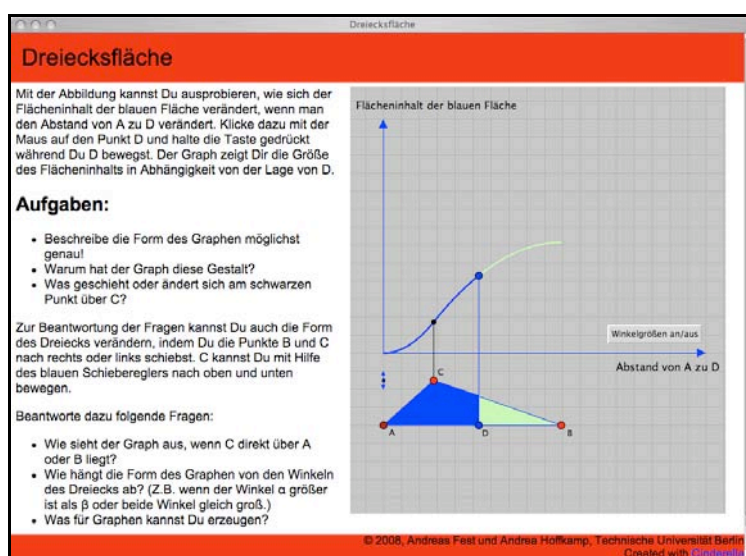 Dreiecksfläche
Dreiecksfläche
Mit der Abbildung kannst Du ausprobieren, wie sich der
Flächeninhalt der blauen Fläche verändert, wenn man
den Abstand von A zu D verändert. Klicke dazu mit der
Maus auf den Punkt D und halte die Taste gedrückt
während Du D bewegst. Der Graph zeigt Dir die Größe
des Flächeninhalts in Abhängigkeit von der Lage von D.
Aufgaben:
• Beschreibe die Form des Graphen möglichst
genau!
• Warum hat der Graph diese Gestalt?
• Was geschieht oder ändert sich am schwarzen
Punkt über C?
Zur Beantwortung der Fragen kannst Du auch die Form
des Dreiecks verändern, indem Du die Punkte B und C
nach rechts oder links schiebst. C kannst Du mit Hilfe
des blauen Schiebereglers nach oben und unten
bewegen.
Beantworte dazu folgende Fragen:
• Wie sieht der Graph aus, wenn C direkt über A
oder B liegt?
• Wie hängt die Form des Graphen von den Winkeln
des Dreiecks ab? (Z.B. wenn der Winkel α größer
ist als β oder beide Winkel gleich groß.)
• Was für Graphen kannst Du erzeugen?
Flächeninhalt der blauen Fläche
Winkelgrößen an/aus
Abstand von A zu D
C
A
D
B
© 2008, Andreas Fest und Andrea Hoffkamp, Technische Universität Berlin
Created with Cinderella